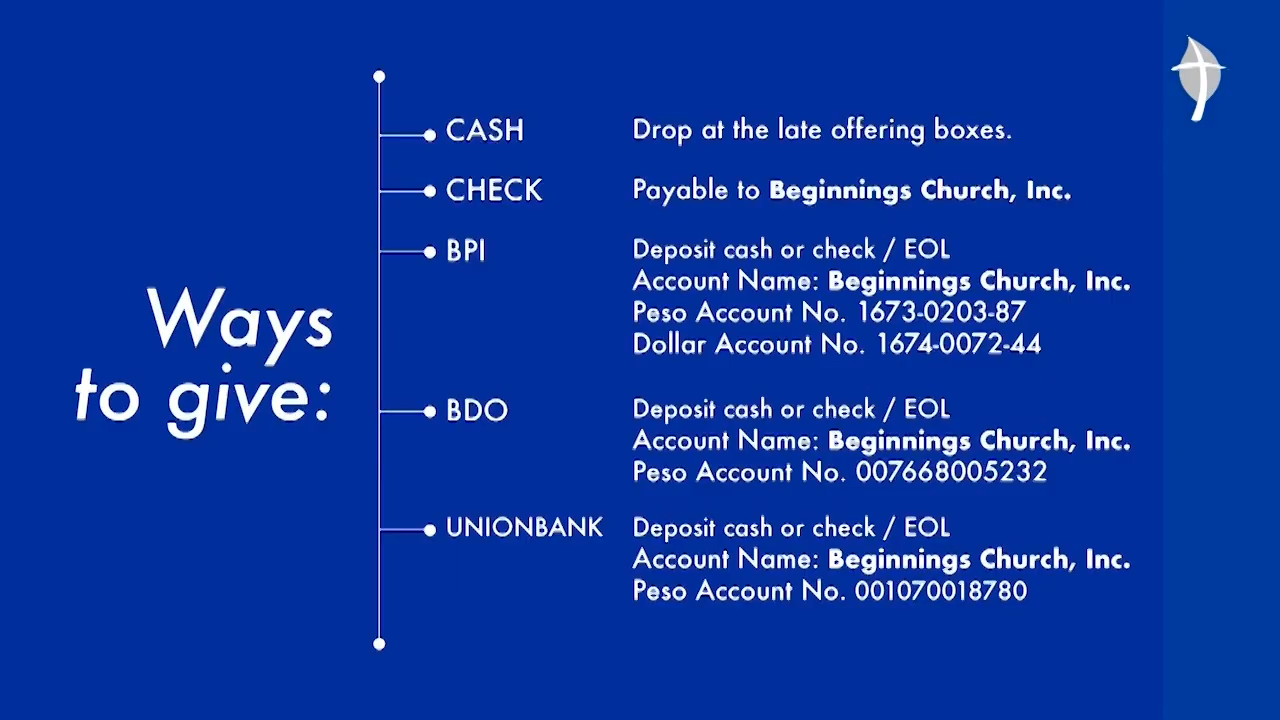 Ways
to give:
CASH
Drop at the late offering boxes.
CHECK
Payable to Beginnings Church, Inc.
BPI
Deposit cash or check / EOL
Account Name: Beginnings Church, Inc.
Peso Account No. 1673-0203-87
Dollar Account No. 1674-0072-44
BDO
Deposit cash or check / EOL
Account Name: Beginnings Church, Inc.
Peso Account No. 007668005232
UNIONBANK
Deposit cash or check / EOL
Account Name: Beginnings Church, Inc.
Peso Account No. 001070018780